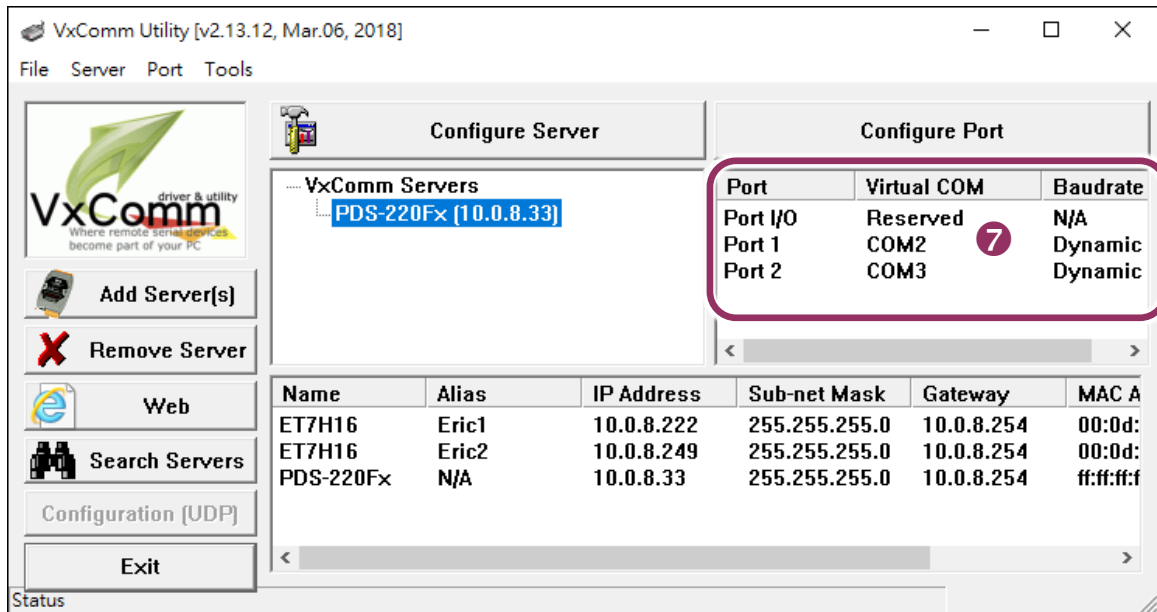 VxComm Utility [v2.13.12, Mar.06, 2018]
File Server Port Tools
VxComm
driver & utility
Where remote serial devices
become part of your PC
Add Server(s)
Remove Server
Web
Search Servers
Configuration (UDP)
Exit
Configure Server
VxComm Servers
PDS-220Fx (10.0.8.33)
Configure Port
Port Virtual COM Baudrate
Port I/O Reserved N/A
Port 1 COM2 Dynamic
Port 2 COM3 Dynamic
7
Name Alias IP Address Sub-net Mask Gateway MAC A
ET7H16 Eric1 10.0.8.222 255.255.255.0 10.0.8.254 00:0d:
ET7H16 Eric2 10.0.8.249 255.255.255.0 10.0.8.254 00:0d:
PDS-220Fx N/A 10.0.8.33 255.255.255.0 10.0.8.254 ff:ff:ff:f
Status